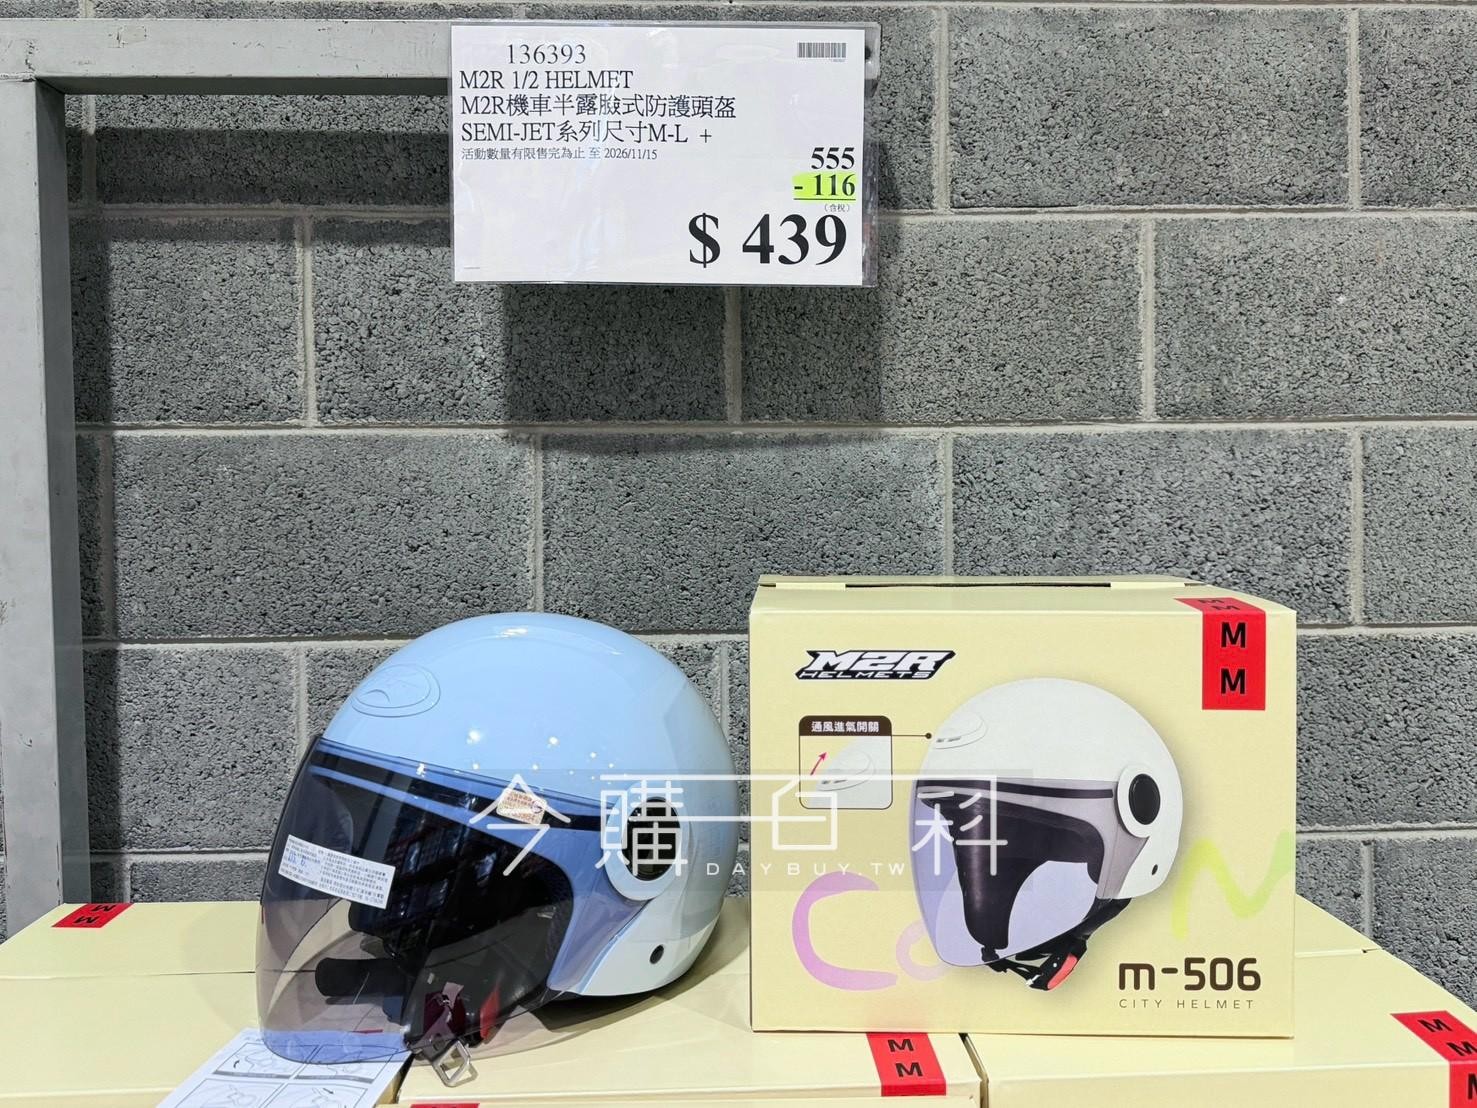 136393
M2R 1/2 HELMET
M2R機車半露臉式防護頭盔
SEMI-JET系列尺寸M-L +
活動數量有限售完為止 至 2026/11/15
555
- 116
(含稅)
$ 439
M2R
HELMETS
通風進氣開關
M
M
M
M
m-506
CITY HELMET
今購百科
DAYBUY.TW
M
M
M
M
M
M